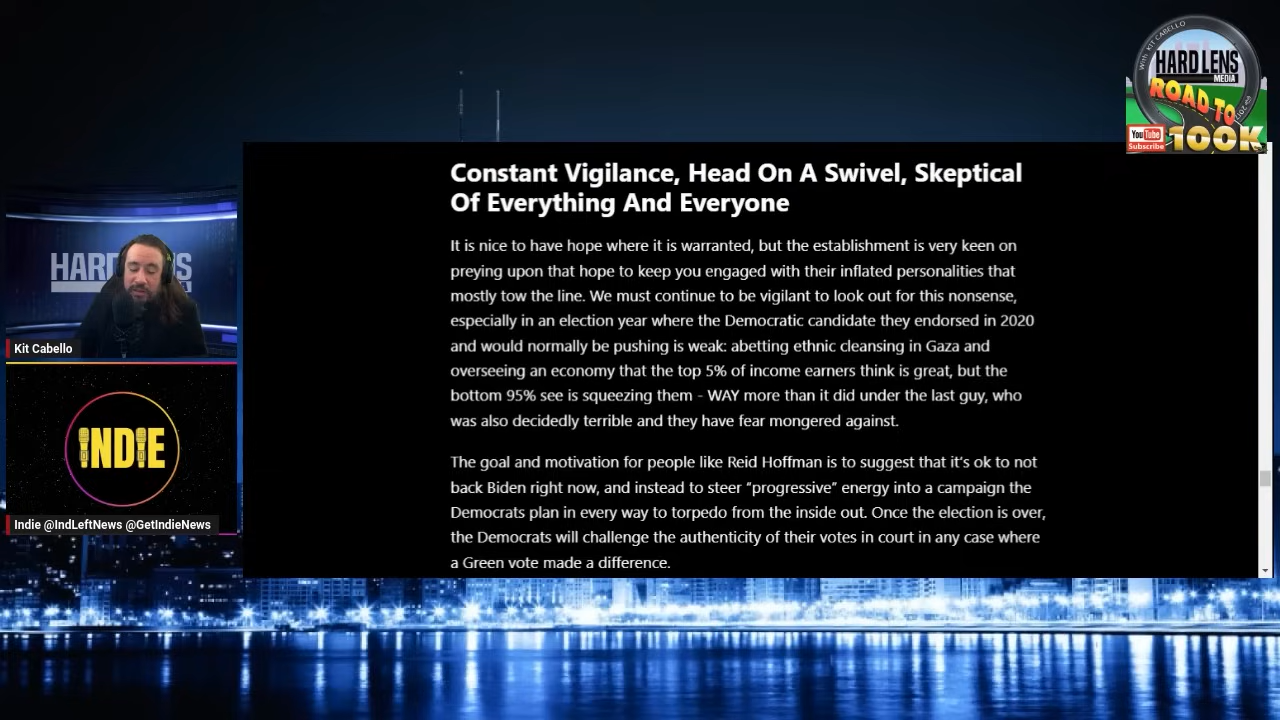 With KIT CABELLO
HARD LENS
MEDIA
ROAD TO
YouTube
Subscribe
100K
Constant Vigilance, Head On A Swivel, Skeptical
Of Everything And Everyone
It is nice to have hope where it is warranted, but the establishment is very keen on
preying upon that hope to keep you engaged with their inflated personalities that
mostly tow the line. We must continue to be vigilant to look out for this nonsense,
especially in an election year where the Democratic candidate they endorsed in 2020
and would normally be pushing is weak: abetting ethnic cleansing in Gaza and
overseeing an economy that the top 5% of income earners think is great, but the
bottom 95% see is squeezing them - WAY more than it did under the last guy, who
was also decidedly terrible and they have fear mongered against.
The goal and motivation for people like Reid Hoffman is to suggest that it's ok to not
back Biden right now, and instead to steer “progressive” energy into a campaign the
Democrats plan in every way to torpedo from the inside out. Once the election is over,
the Democrats will challenge the authenticity of their votes in court in any case where
a Green vote made a difference.
Kit Cabello
INDIE
Indie @IndLeftNews @GetIndieNews